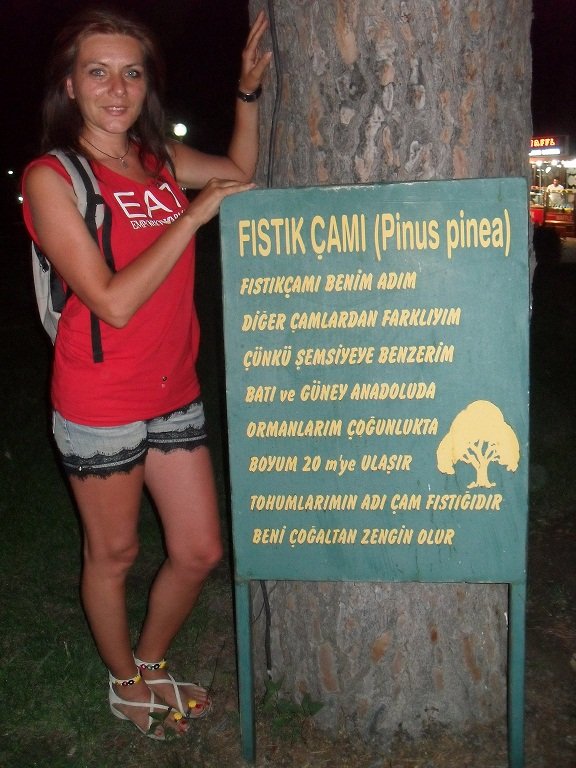 FISTIK ÇAMI (Pinus pinea)
FISTIKÇAMI BENİM ADIM
DİĞER ÇAMLARDAN FARKLIYIM
ÇÜNKÜ ŞEMSİYEYE BENZERİM
BATI ve GÜNEY ANADOLUDA
ORMANLARIM ÇOĞUNLUKTA
BOYUM 20 m'ye ULAŞIR
TOHUMLARIMIN ADI ÇAM FISTIĞIDIR
BENİ ÇOĞALTAN ZENGİN OLUR
EA7